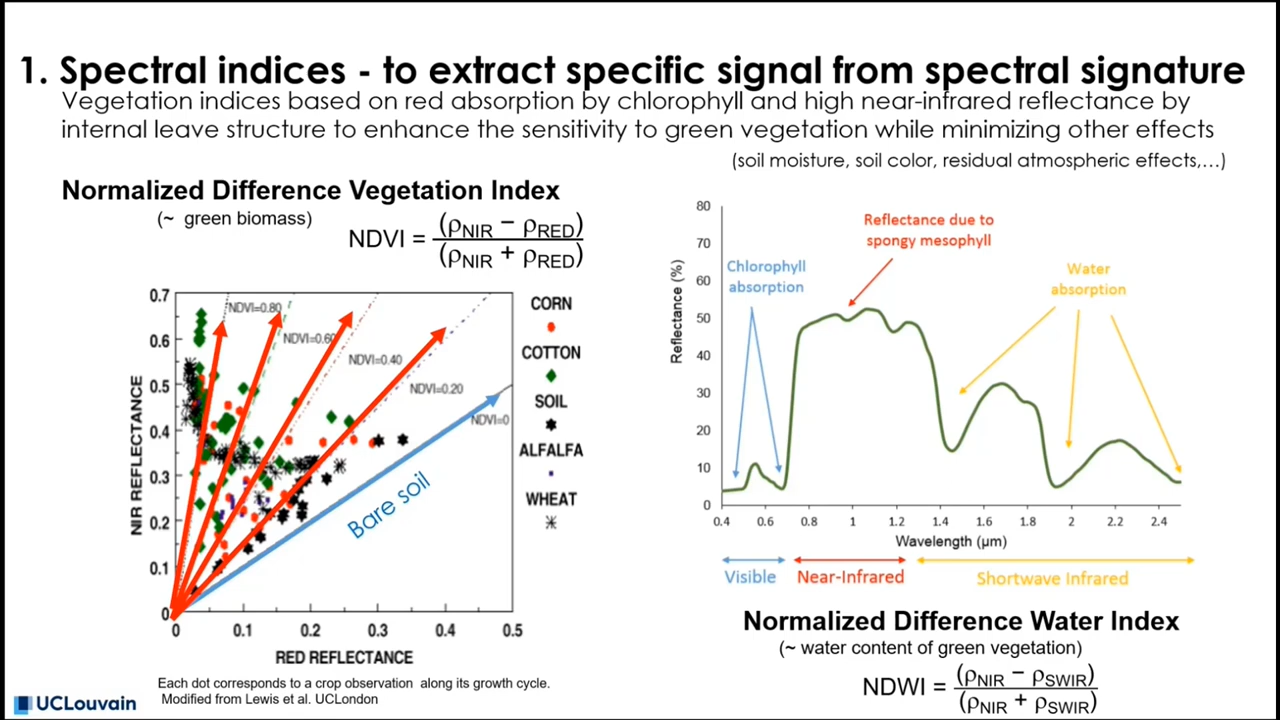 1. Spectral indices - to extract specific signal from spectral signature
Vegetation indices based on red absorption by chlorophyll and high near-infrared reflectance by
internal leave structure to enhance the sensitivity to green vegetation while minimizing other effects
(soil moisture, soil color, residual atmospheric effects,…)
Normalized Difference Vegetation Index
(~ green biomass)
NDVI = (ρNIR − ρRED)
(ρNIR + ρRED)
NIR REFLECTANCE
0.7
0.6
0.5
0.4
0.3
0.2
0.1
0
NDVI=0.80
NDVI=0.60
NDVI=0.40
NDVI=0.20
NDVI=0
Bare soil
0 0.1 0.2 0.3 0.4 0.5
RED REFLECTANCE
CORN
COTTON
SOIL
ALFALFA
WHEAT
Each dot corresponds to a crop observation along its growth cycle.
Modified from Lewis et al. UCLondon
UCLouvain
Reflectance (%)
80
70
60
50
40
30
20
10
0
Chlorophyll
absorption
Reflectance due to
spongy mesophyll
Water
absorption
0.4 0.6 0.8 1 1.2 1.4 1.6 1.8 2 2.2 2.4
Wavelength (μm)
Visible Near-Infrared Shortwave Infrared
Normalized Difference Water Index
(~ water content of green vegetation)
NDWI = (ρNIR − ρSWIR)
(ρNIR + ρSWIR)